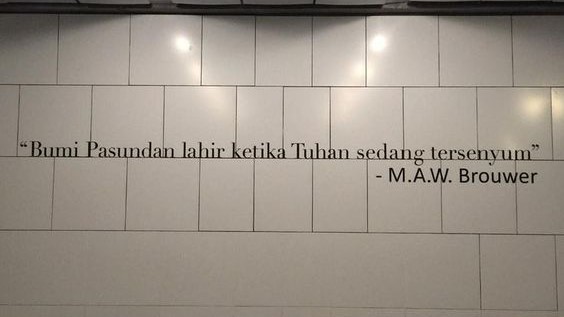 “Bumi Pasundan lahir ketika Tuhan sedang tersenyum”
- M.A.W. Brouwer